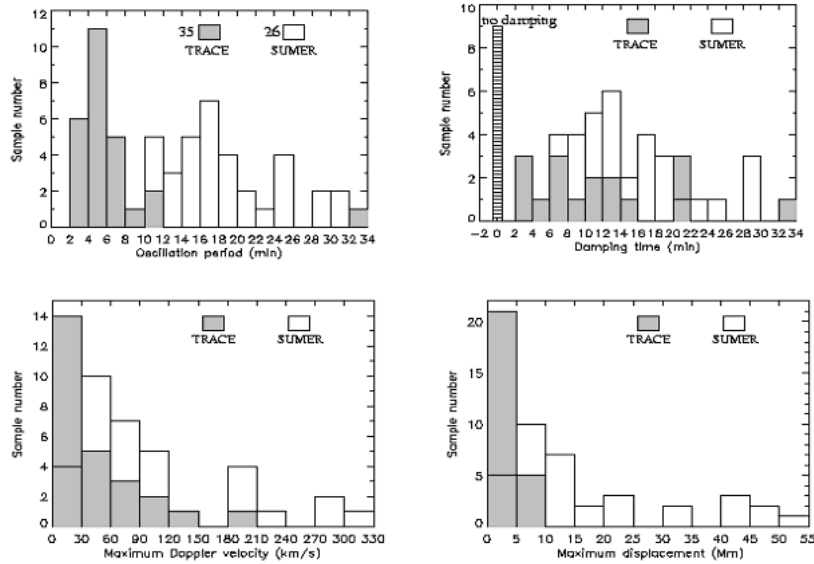 35 TRACE 26 SUMER
12
10
8
6
4
2
0
Sample number
0 2 4 6 8 10 12 14 16 18 20 22 24 26 28 30 32 34
Oscillation period (min)
no damping
TRACE SUMER
10
8
6
4
2
0
Sample number
-2 0 2 4 6 8 10 12 14 16 18 20 22 24 26 28 30 32 34
Damping time (min)
TRACE SUMER
14
12
10
8
6
4
2
0
Sample number
0 30 60 90 120 150 180 210 240 270 300 330
Maximum Doppler velocity (km/s)
TRACE SUMER
20
15
10
5
0
Sample number
0 5 10 15 20 25 30 35 40 45 50 55
Maximum displacement (Mm)